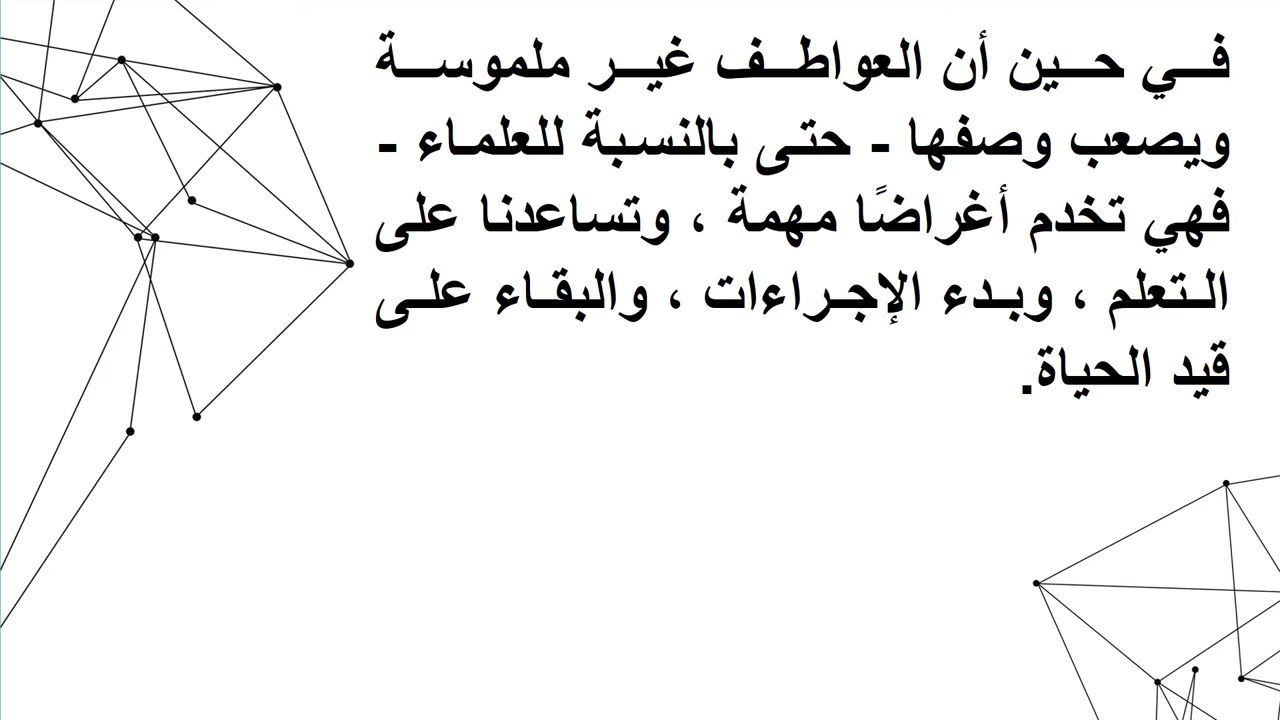 في حين أن العواطف غير ملموسة
ويصعب وصفها - حتى بالنسبة للعلماء -
فهي تخدم أغراضًا مهمة ، وتساعدنا على
التعلم ، وبدء الإجراءات ، والبقاء على
قيد الحياة.